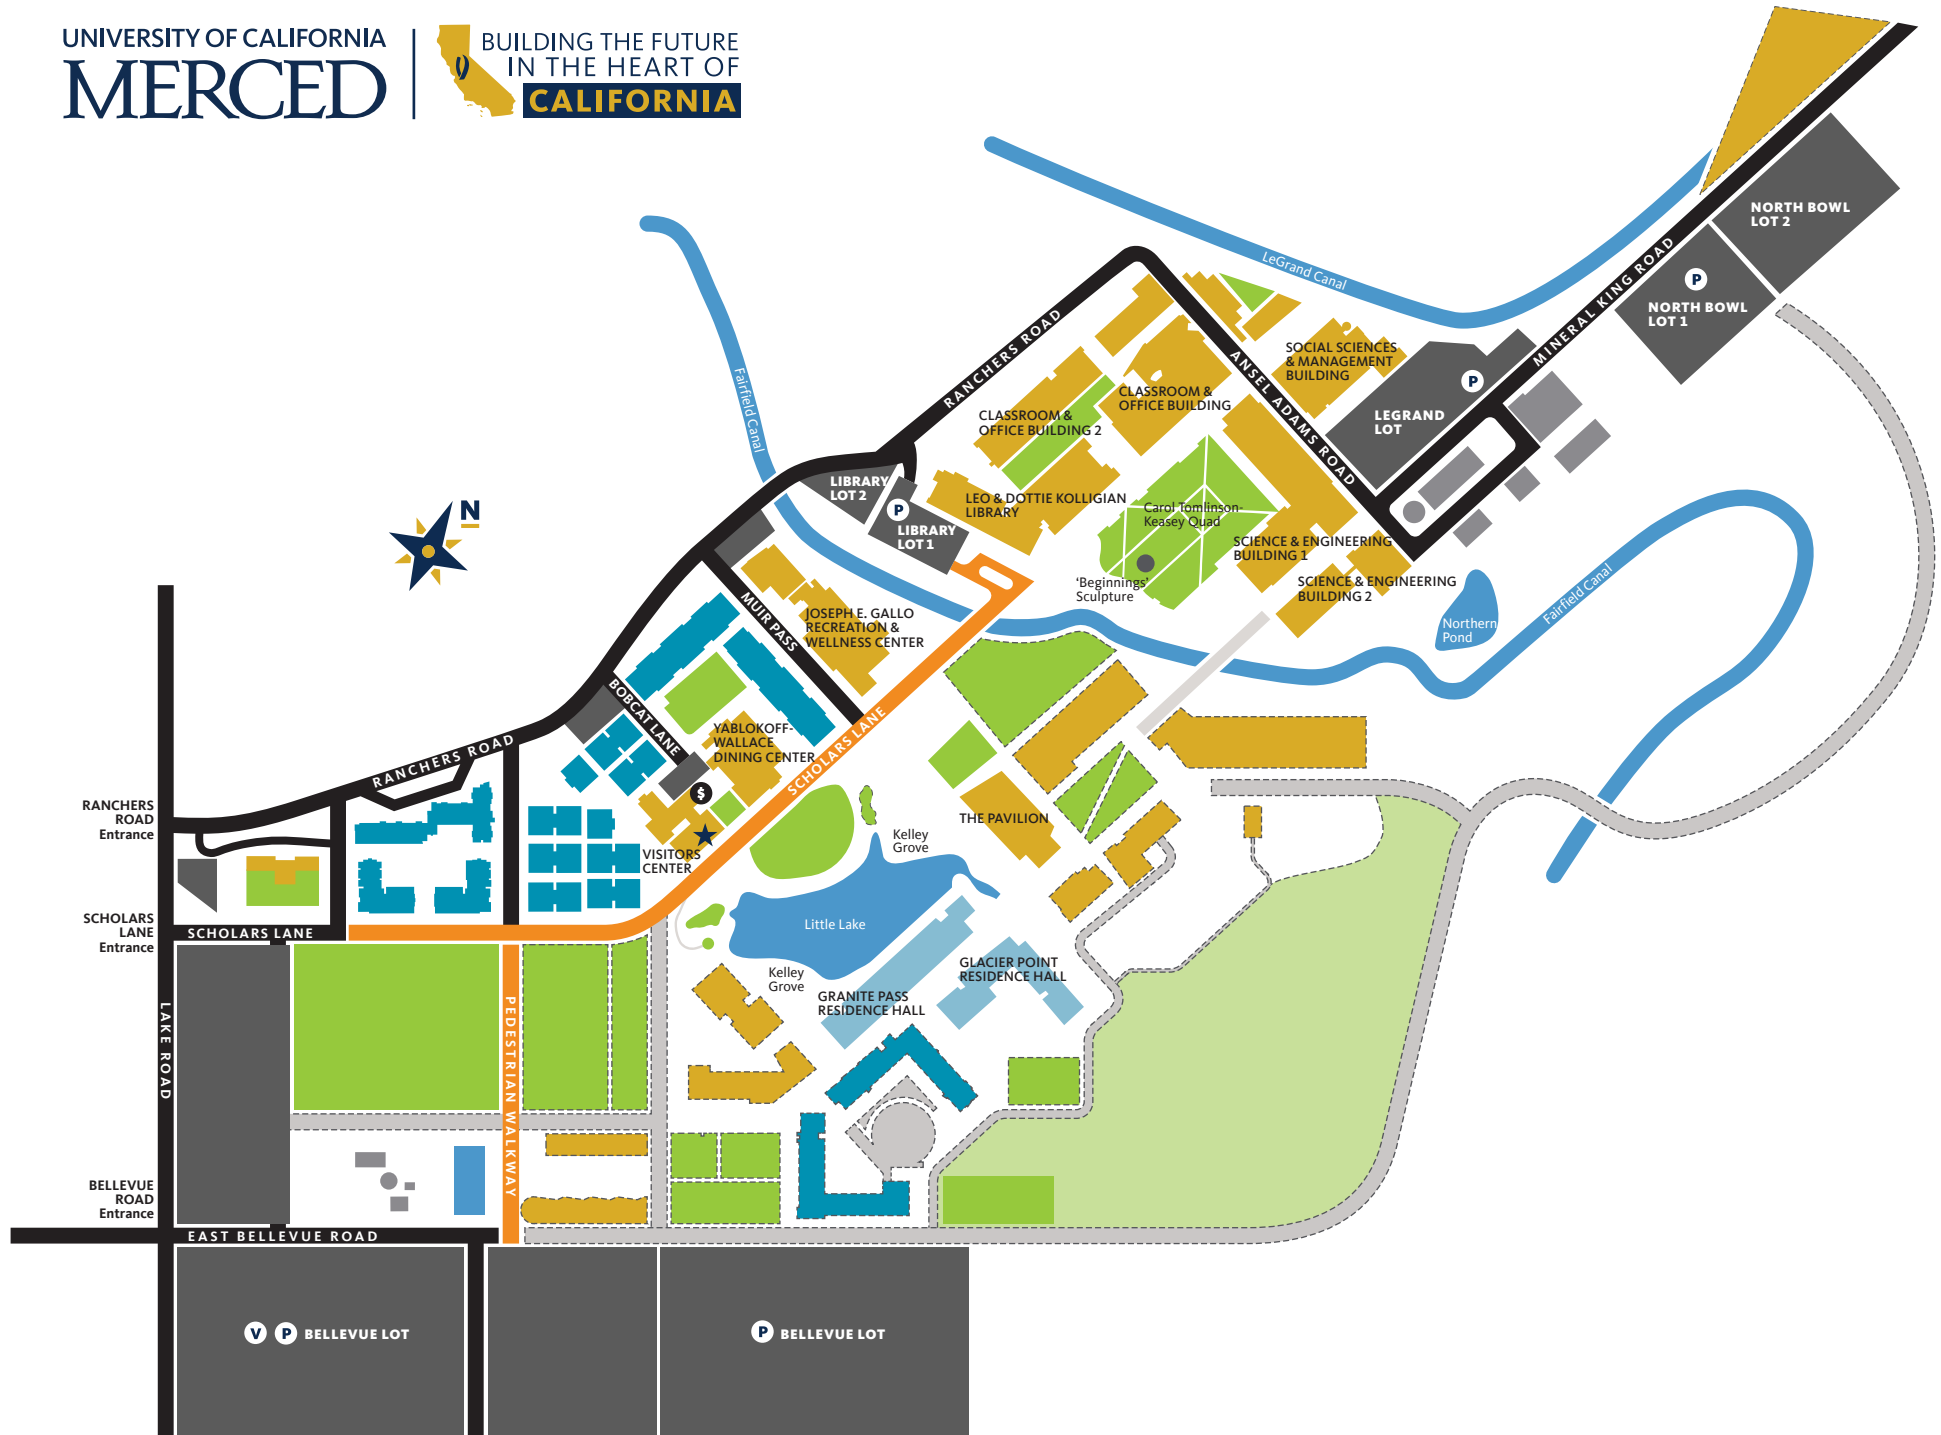 UNIVERSITY OF CALIFORNIA
MERCED
BUILDING THE FUTURE
IN THE HEART OF
CALIFORNIA
NORTH BOWL
LOT 2
P
NORTH BOWL
LOT 1
MINERAL KING ROAD
LeGrand Canal
RANCHERS ROAD
ANSEL ADAMS ROAD
SOCIAL SCIENCES
& MANAGEMENT
BUILDING
P
LEGRAND
LOT
Fairfield Canal
CLASSROOM &
OFFICE BUILDING
CLASSROOM &
OFFICE BUILDING 2
LIBRARY
LOT 2
P
LIBRARY
LOT 1
LEO & DOTTIE KOLLIGIAN
LIBRARY
Carol Tomlinson-
Keasey Quad
N
SCIENCE & ENGINEERING
BUILDING 1
'Beginnings'
Sculpture
SCIENCE & ENGINEERING
BUILDING 2
Fairfield Canal
Northern
Pond
MUIR PASS
JOSEPH E. GALLO
RECREATION &
WELLNESS CENTER
BOBCAT LANE
YABLOKOFF-
WALLACE
DINING CENTER
SCHOLARS LANE
RANCHERS ROAD
$
RANCHERS
ROAD
Entrance
THE PAVILION
Kelley
Grove
VISITORS
CENTER
SCHOLARS
LANE
Entrance
SCHOLARS LANE
Little Lake
GLACIER POINT
RESIDENCE HALL
Kelley
Grove
GRANITE PASS
RESIDENCE HALL
LAKE ROAD
PEDESTRIAN WALKWAY
BELLEVUE
ROAD
Entrance
EAST BELLEVUE ROAD
V P BELLEVUE LOT
P BELLEVUE LOT